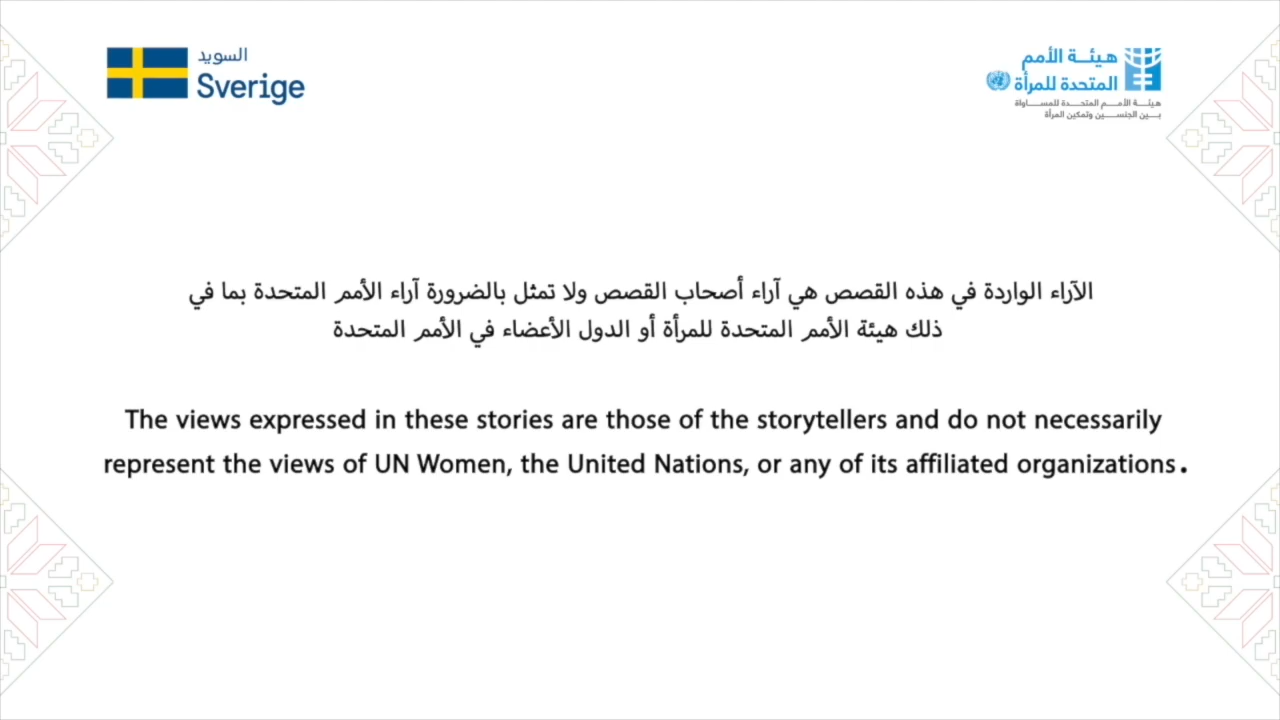 السويد
Sverige
هيئة الأمم
المتحدة للمرأة
هيئة الأمم المتحدة للمساواة
بين الجنسين وتمكين المرأة
الآراء الواردة في هذه القصص هي آراء أصحاب القصص ولا تمثل بالضرورة آراء الأمم المتحدة بما في
ذلك هيئة الأمم المتحدة للمرأة أو الدول الأعضاء في الأمم المتحدة
The views expressed in these stories are those of the storytellers and do not necessarily
represent the views of UN Women, the United Nations, or any of its affiliated organizations.